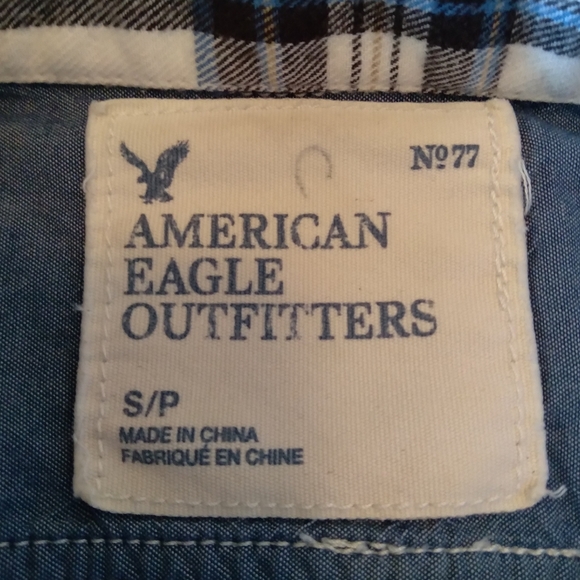 C
Nº77
AMERICAN
EAGLE
OUTFITTERS
S/P
MADE IN CHINA
FABRIQUÉ EN CHINE